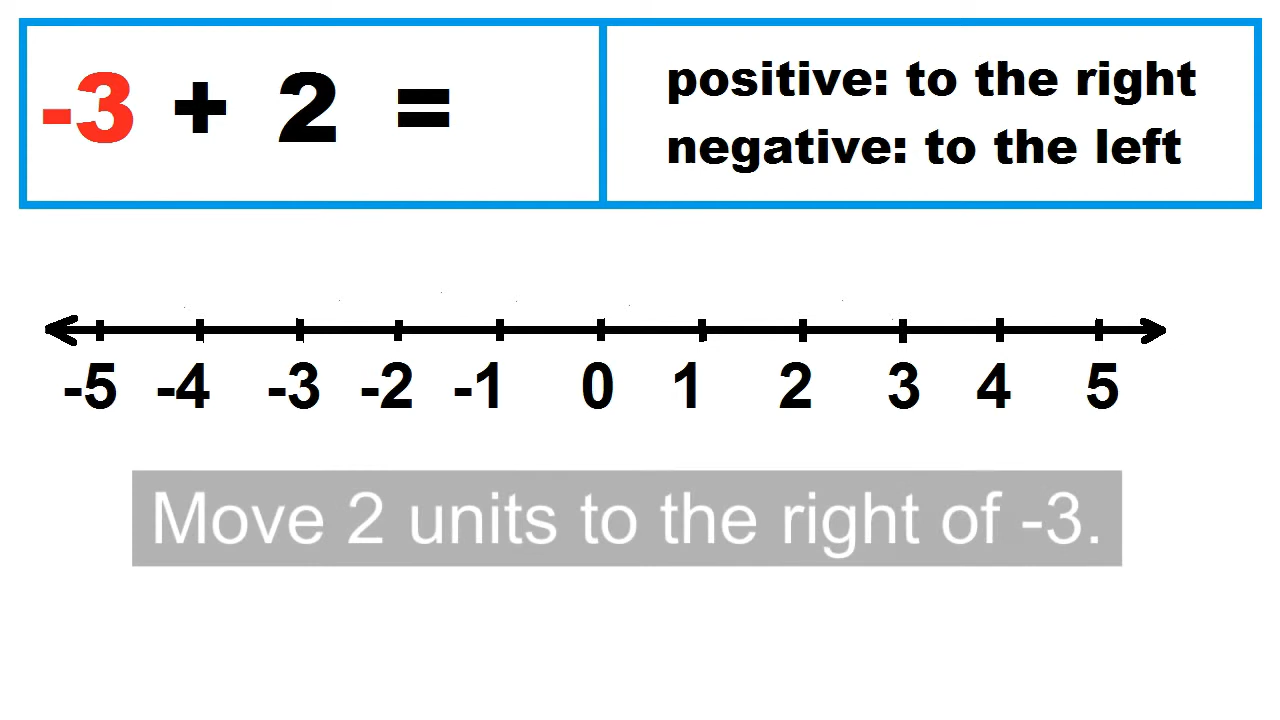 -3 + 2 =
positive: to the right
negative: to the left
-5 -4 -3 -2 -1 0 1 2 3 4 5
Move 2 units to the right of -3.